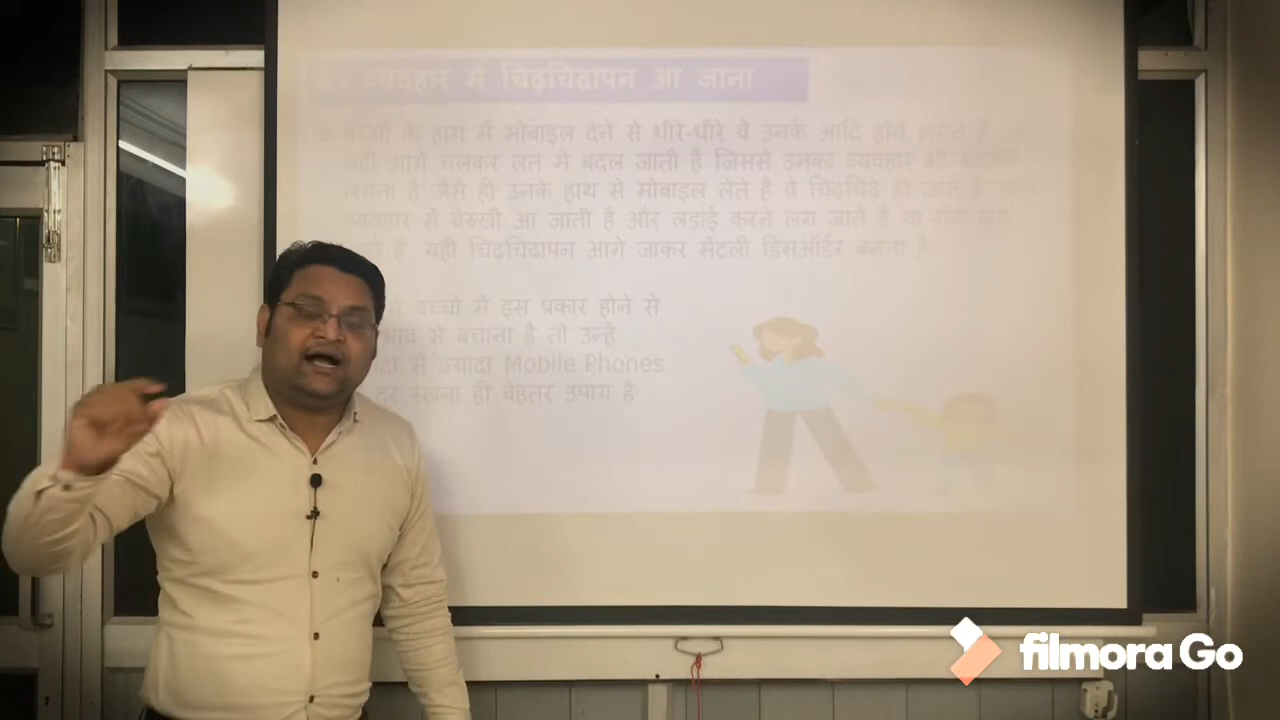 व्यवहार में चिढ़चिढापन आ जाना
बच्चो के हाथ में मोबाइल देने से धीरे-धीरे वे उनके आदि होने लगते है
यही आगे चलकर लत में बदल जाती है जिससे उनका व्यवहार भी
लगता है जैसे ही उनके हाथ से मोबाइल लेते है वे चिढ़चिढ़े हो जाते है
व्यवहार में बेरुखी आ जाती है और लड़ाई करने लग जाते है या रोने लग
है. यही चिढ़चिढापन आगे जाकर मेंटली डिसऑर्डर बनता है
बच्चो में इस प्रकार होने से
से बचाना है तो उन्हें
से ज्यादा Mobile Phones
दूर रखना ही बेहतर उपाय है
filmora Go